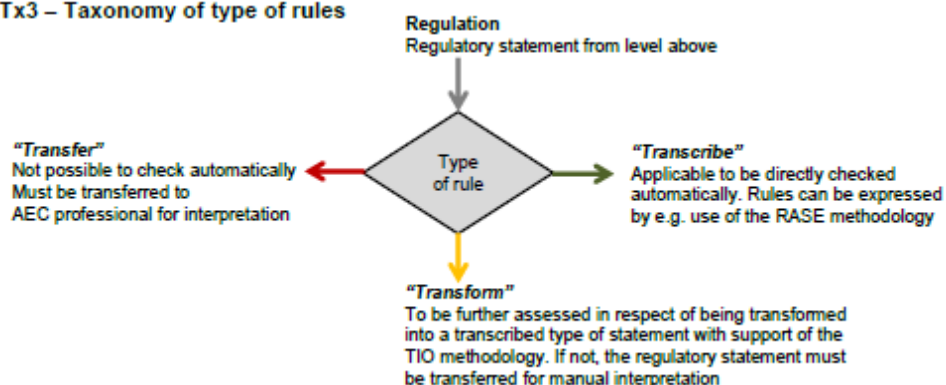 Tx3 – Taxonomy of type of rules
Regulation
Regulatory statement from level above
"Transfer"
Not possible to check automatically
Must be transferred to
AEC professional for interpretation
Type
of rule
"Transcribe"
Applicable to be directly checked
automatically. Rules can be expressed
by e.g. use of the RASE methodology
"Transform"
To be further assessed in respect of being transformed
into a transcribed type of statement with support of the
TIO methodology. If not, the regulatory statement must
be transferred for manual interpretation